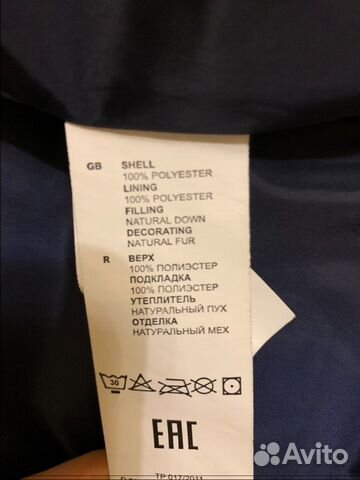 GB SHELL
100% POLYESTER
LINING
100% POLYESTER
FILLING
NATURAL DOWN
DECORATING
NATURAL FUR
R ВЕРХ
100% ПОЛИЭСТЕР
ПОДКЛАДКА
100% ПОЛИЭСТЕР
УТЕПЛИТЕЛЬ
НАТУРАЛЬНЫЙ ПУХ
ОТДЕЛКА
НАТУРАЛЬНЫЙ МЕХ
30
EAC
ТР 017/2011
Avito